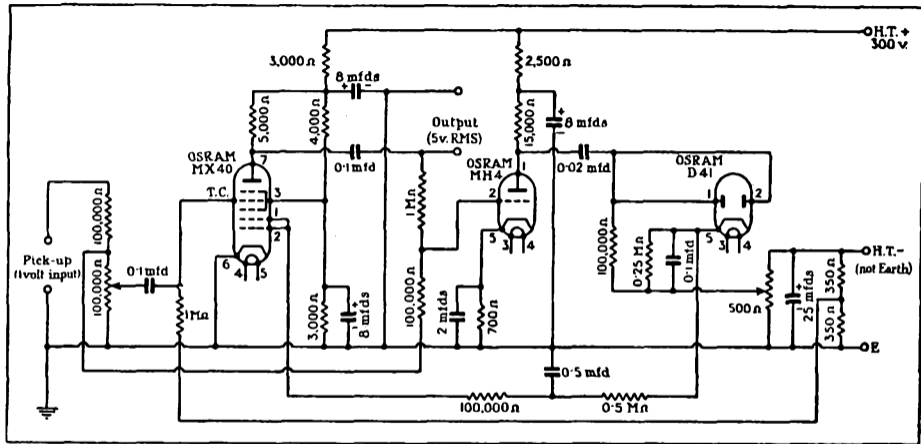 H.T.+
300 v.
3,000 Ω
2,500 Ω
8 mfds
+
-
5,000 Ω
4,000 Ω
15,000 Ω
+
-
8 mfds
Output
(5v. RMS)
OSRAM
MX40
7
0·1 mfd
OSRAM
MH4
1
0·02 mfd
OSRAM
D41
T.C.
3
1
2
2
1
2
100,000 Ω
1 MΩ
5
3
4
5
3
4
6
4
5
Pick-up
(1 volt input)
100,000 Ω
0·1 mfd
1 MΩ
3,000 Ω
+
-
8 mfds
100,000 Ω
2 mfds
700 Ω
100,000 Ω
0·25 MΩ
0·1 mfd
H.T.-
(not Earth)
500 Ω
+
-
25 mfds
350 Ω
350 Ω
E
0·5 mfd
100,000 Ω
0·5 MΩ